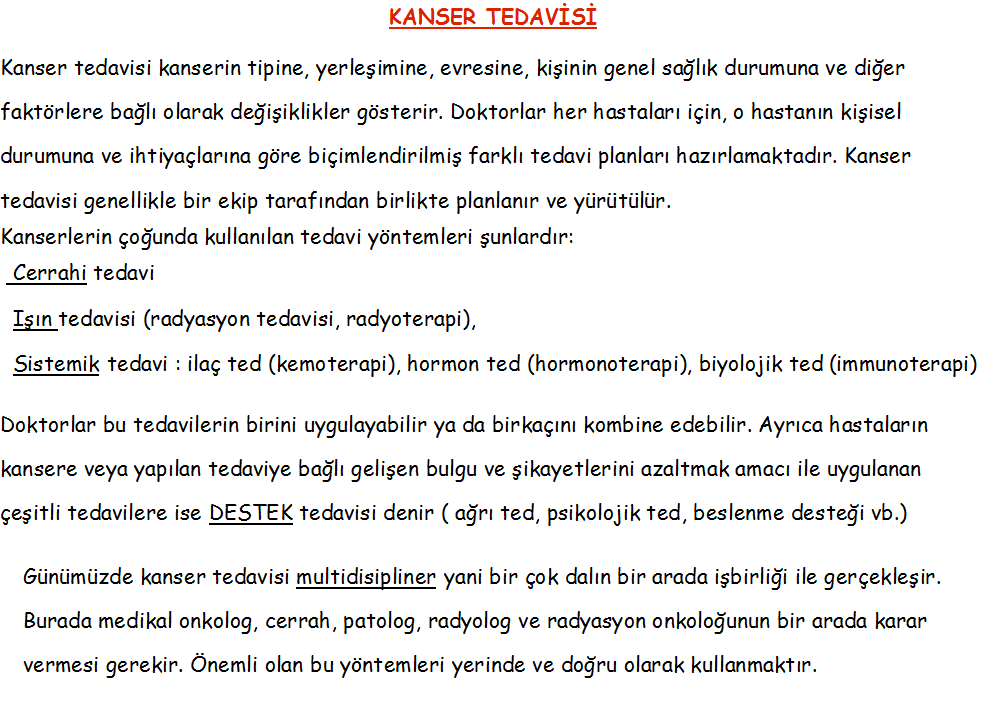 KANSER TEDAVİSİ
Kanser tedavisi kanserin tipine, yerleşimine, evresine, kişinin genel sağlık durumuna ve diğer
faktörlere bağlı olarak değişiklikler gösterir. Doktorlar her hastaları için, o hastanın kişisel
durumuna ve ihtiyaçlarına göre biçimlendirilmiş farklı tedavi planları hazırlamaktadır. Kanser
tedavisi genellikle bir ekip tarafından birlikte planlanır ve yürütülür.
Kanserlerin çoğunda kullanılan tedavi yöntemleri şunlardır:
Cerrahi tedavi
Işın tedavisi (radyasyon tedavisi, radyoterapi),
Sistemik tedavi : ilaç ted (kemoterapi), hormon ted (hormonoterapi), biyolojik ted (immunoterapi)
Doktorlar bu tedavilerin birini uygulayabilir ya da birkaçını kombine edebilir. Ayrıca hastaların
kansere veya yapılan tedaviye bağlı gelişen bulgu ve şikayetlerini azaltmak amacı ile uygulanan
çeşitli tedavilere ise DESTEK tedavisi denir ( ağrı ted, psikolojik ted, beslenme desteği vb.)
Günümüzde kanser tedavisi multidisipliner yani bir çok dalın bir arada işbirliği ile gerçekleşir.
Burada medikal onkolog, cerrah, patolog, radyolog ve radyasyon onkoloğunun bir arada karar
vermesi gerekir. Önemli olan bu yöntemleri yerinde ve doğru olarak kullanmaktır.